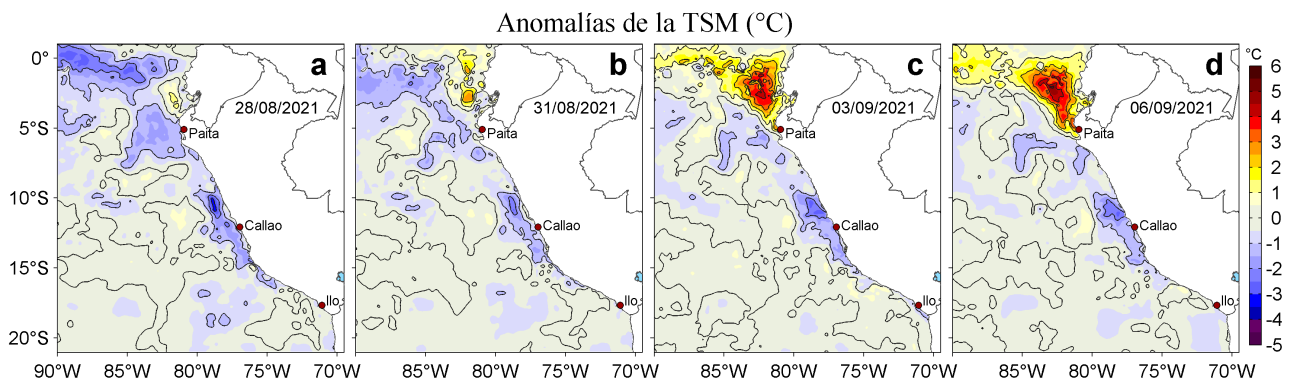 Anomalías de la TSM (°C)
a
28/08/2021
Paita
Callao
Ilo
b
31/08/2021
Paita
Callao
Ilo
c
03/09/2021
Paita
Callao
Ilo
d
06/09/2021
Paita
Callao
Ilo
0°
5°S
10°S
15°S
20°S
90°W 85°W 80°W 75°W 70°W
85°W 80°W 75°W 70°W
85°W 80°W 75°W 70°W
85°W 80°W 75°W 70°W
°C
6
5
4
3
2
1
0
-1
-2
-3
-4
-5